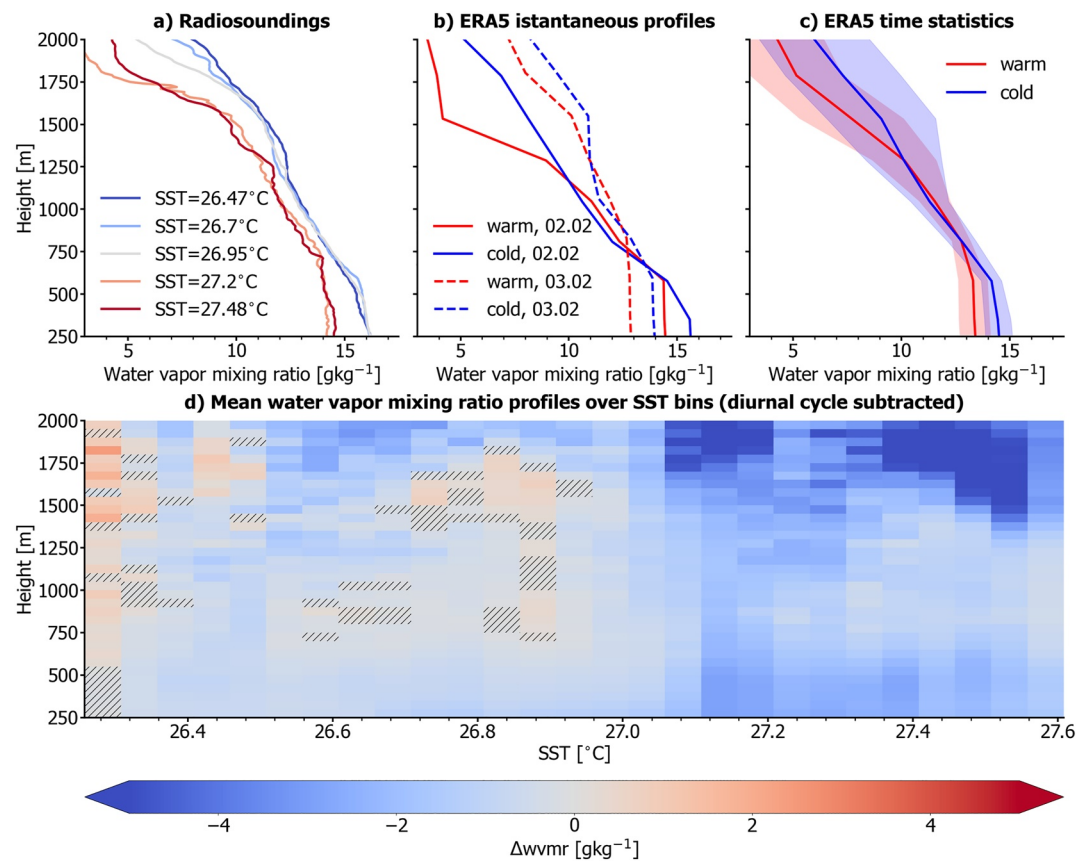 a) Radiosoundings
b) ERA5 istantaneous profiles
c) ERA5 time statistics
2000
1750
1500
1250
1000
750
500
250
Height [m]
SST=26.47°C
SST=26.7°C
SST=26.95°C
SST=27.2°C
SST=27.48°C
warm, 02.02
cold, 02.02
warm, 03.02
cold, 03.02
warm
cold
5 10 15
5 10 15
5 10 15
Water vapor mixing ratio [gkg⁻¹]
Water vapor mixing ratio [gkg⁻¹]
Water vapor mixing ratio [gkg⁻¹]
d) Mean water vapor mixing ratio profiles over SST bins (diurnal cycle subtracted)
2000
1750
1500
1250
1000
750
500
250
Height [m]
26.4 26.6 26.8 27.0 27.2 27.4 27.6
SST [°C]
−4 −2 0 2 4
Δwvmr [gkg⁻¹]